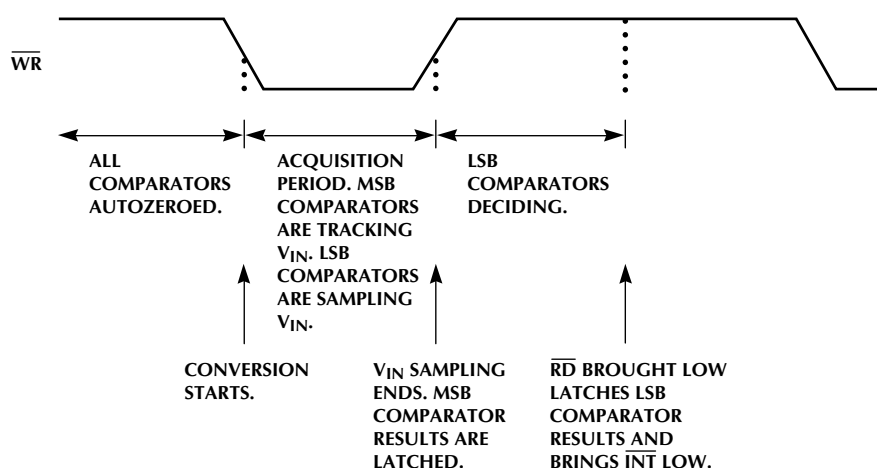 WR
ALL
COMPARATORS
AUTOZEROED.
ACQUISITION
PERIOD. MSB
COMPARATORS
ARE TRACKING
VIN. LSB
COMPARATORS
ARE SAMPLING
VIN.
LSB
COMPARATORS
DECIDING.
CONVERSION
STARTS.
VIN SAMPLING
ENDS. MSB
COMPARATOR
RESULTS ARE
LATCHED.
RD BROUGHT LOW
LATCHES LSB
COMPARATOR
RESULTS AND
BRINGS INT LOW.